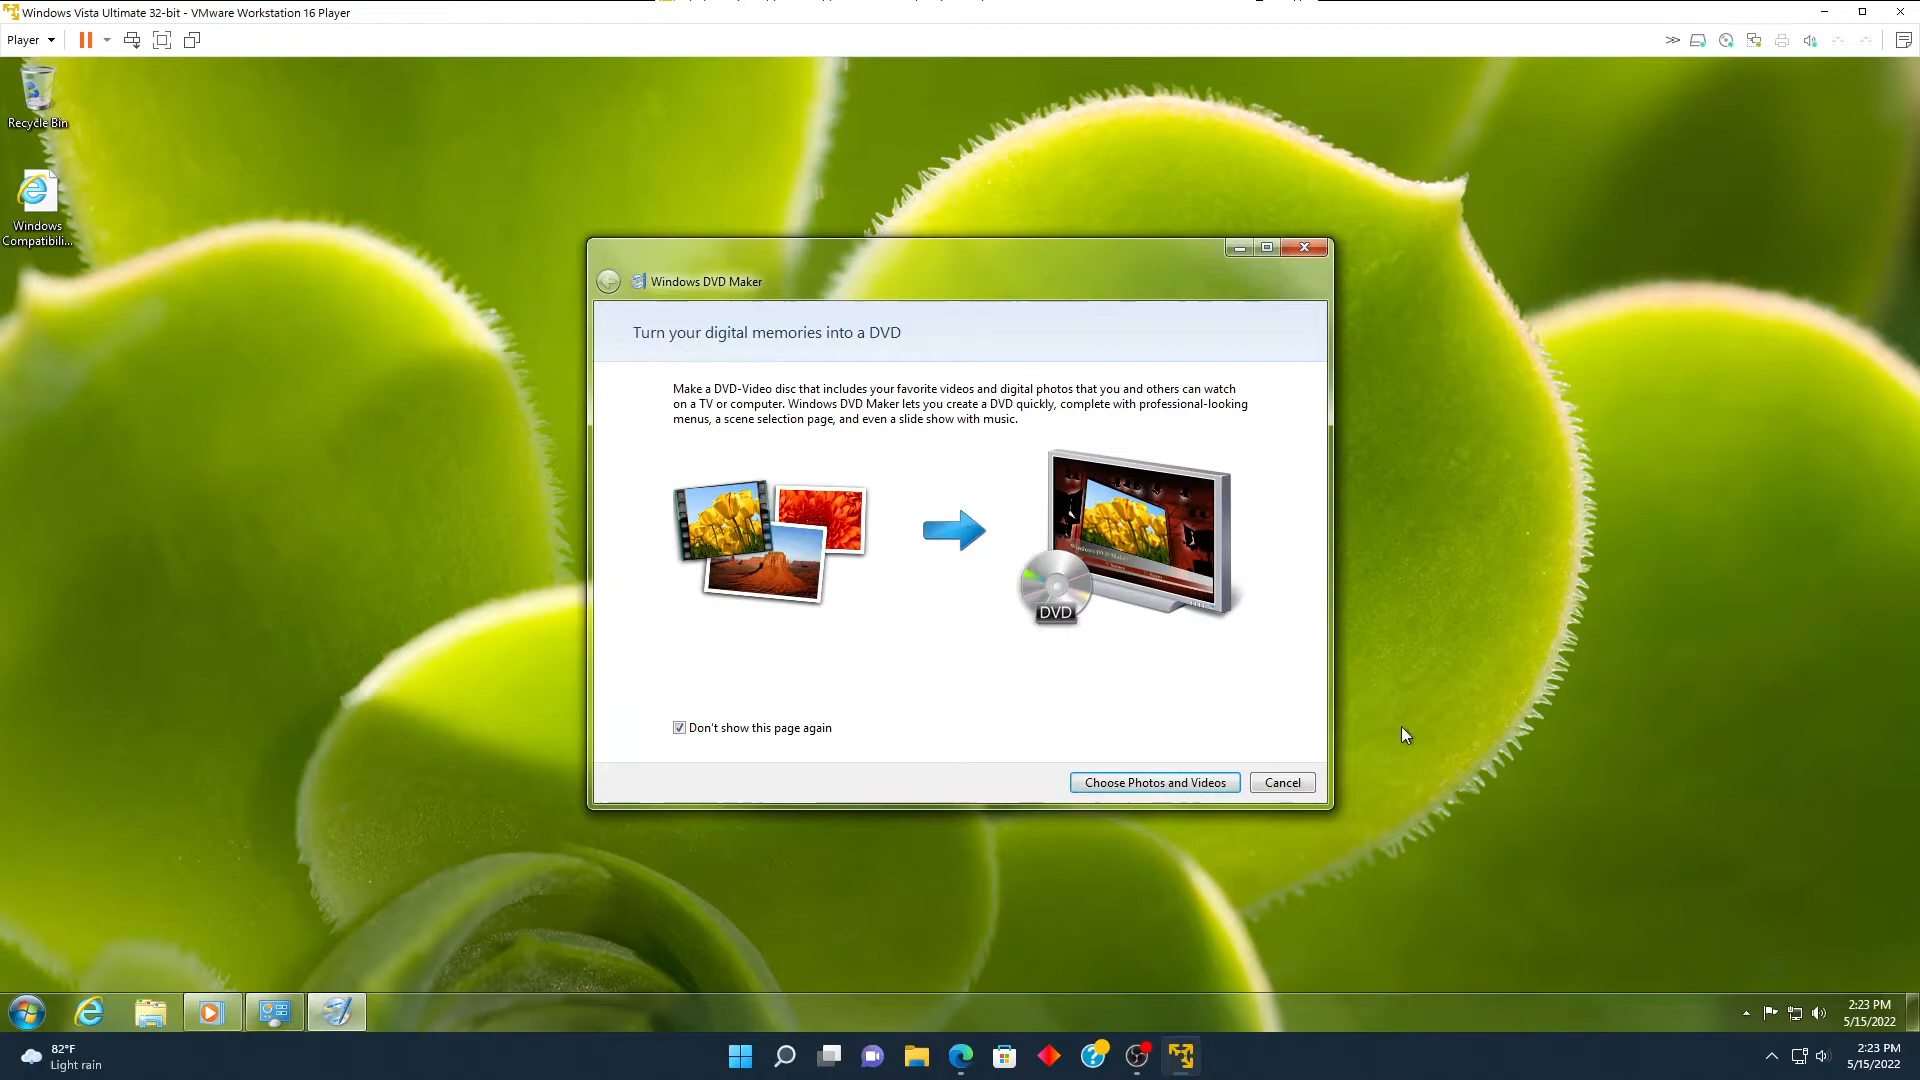 Windows Vista Ultimate 32-bit - VMware Workstation 16 Player
Player
Recycle Bin
Windows
Compatibili...
Windows DVD Maker
Turn your digital memories into a DVD
Make a DVD-Video disc that includes your favorite videos and digital photos that you and others can watch
on a TV or computer. Windows DVD Maker lets you create a DVD quickly, complete with professional-looking
menus, a scene selection page, and even a slide show with music.
Windows DVD Maker
DVD
Don't show this page again
Choose Photos and Videos
Cancel
2:23 PM
5/15/2022
82°F
Light rain
2:23 PM
5/15/2022